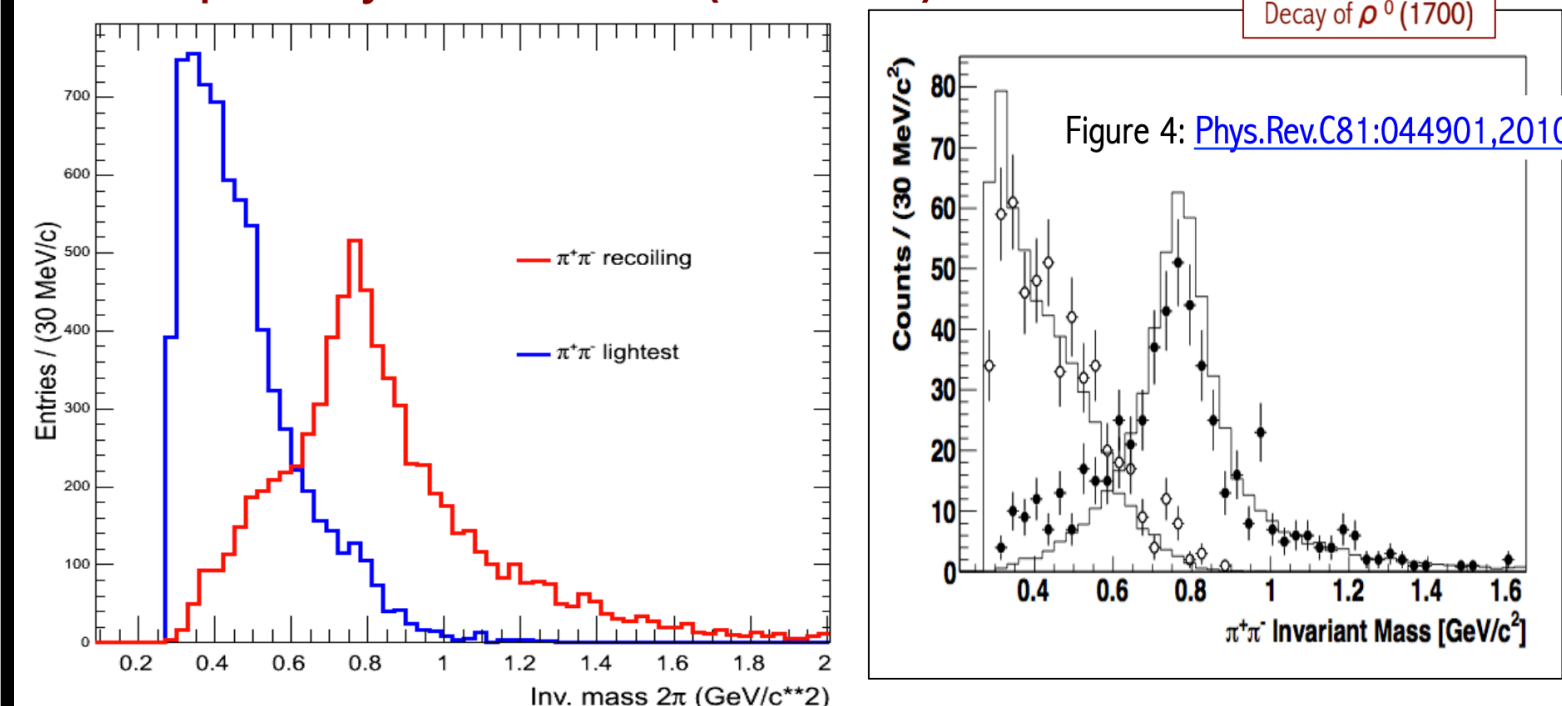 Decay of ρ⁰ (1700)
Entries / (30 MeV/c)
700
600
500
400
300
200
100
0
π⁺π⁻ recoiling
π⁺π⁻ lightest
0.2 0.4 0.6 0.8 1 1.2 1.4 1.6 1.8 2
Inv. mass 2π (GeV/c**2)
Figure 4: Phys.Rev.C81:044901,2010
Counts / (30 MeV/c²)
80
70
60
50
40
30
20
10
0
0.4 0.6 0.8 1 1.2 1.4 1.6
π⁺π⁻ Invariant Mass [GeV/c²]